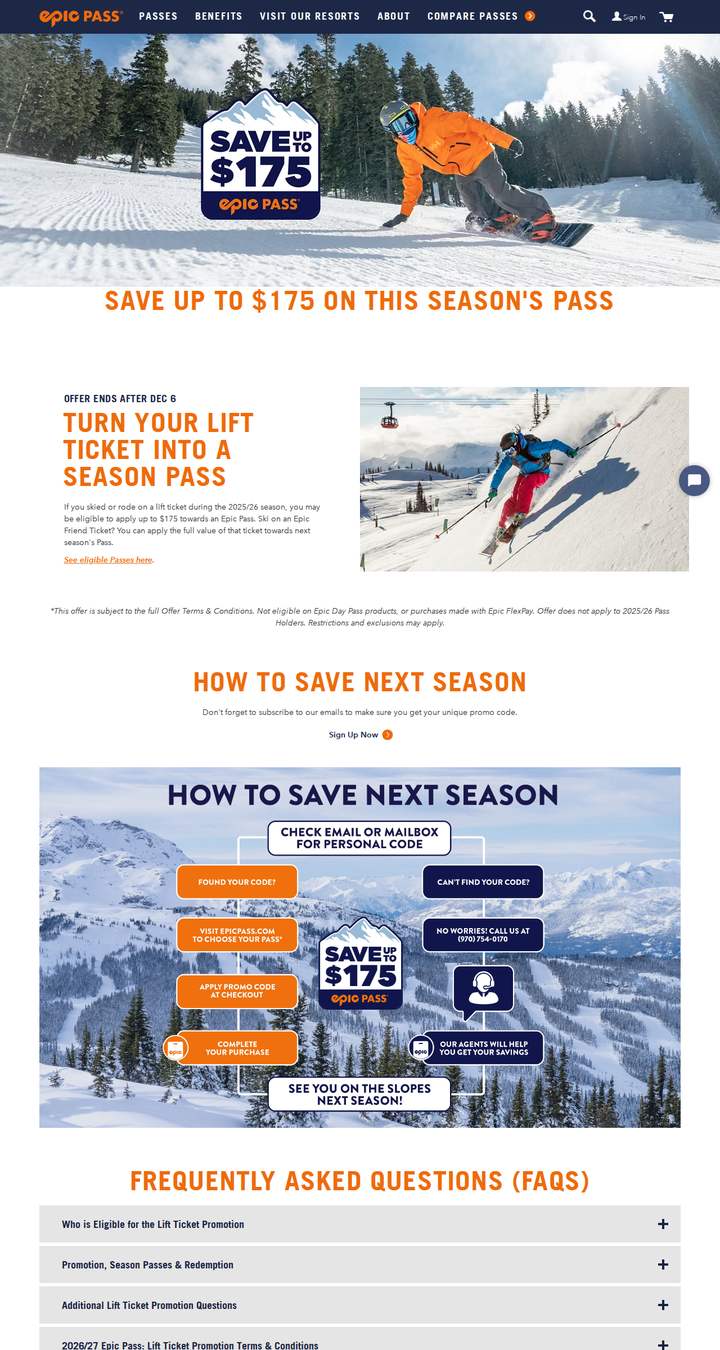 epic PASS® PASSES BENEFITS VISIT OUR RESORTS ABOUT COMPARE PASSES Sign In
SAVE UP TO
$175
epic PASS®
SAVE UP TO $175 ON THIS SEASON'S PASS
OFFER ENDS AFTER DEC 6
TURN YOUR LIFT
TICKET INTO A
SEASON PASS
If you skied or rode on a lift ticket during the 2025/26 season, you may
be eligible to apply up to $175 towards an Epic Pass. Ski on an Epic
Friend Ticket? You can apply the full value of that ticket towards next
season's Pass.
See eligible Passes here.
*This offer is subject to the full Offer Terms & Conditions. Not eligible on Epic Day Pass products, or purchases made with Epic FlexPay. Offer does not apply to 2025/26 Pass
Holders. Restrictions and exclusions may apply.
HOW TO SAVE NEXT SEASON
Don't forget to subscribe to our emails to make sure you get your unique promo code.
Sign Up Now
HOW TO SAVE NEXT SEASON
CHECK EMAIL OR MAILBOX
FOR PERSONAL CODE
FOUND YOUR CODE?
VISIT EPICPASS.COM
TO CHOOSE YOUR PASS*
APPLY PROMO CODE
AT CHECKOUT
epic
COMPLETE
YOUR PURCHASE
SAVE UP TO
$175
epic PASS
CAN'T FIND YOUR CODE?
NO WORRIES! CALL US AT
(970) 754-0170
epic
OUR AGENTS WILL HELP
YOU GET YOUR SAVINGS
SEE YOU ON THE SLOPES
NEXT SEASON!
FREQUENTLY ASKED QUESTIONS (FAQS)
Who is Eligible for the Lift Ticket Promotion
Promotion, Season Passes & Redemption
Additional Lift Ticket Promotion Questions
2026/27 Epic Pass: Lift Ticket Promotion Terms & Conditions